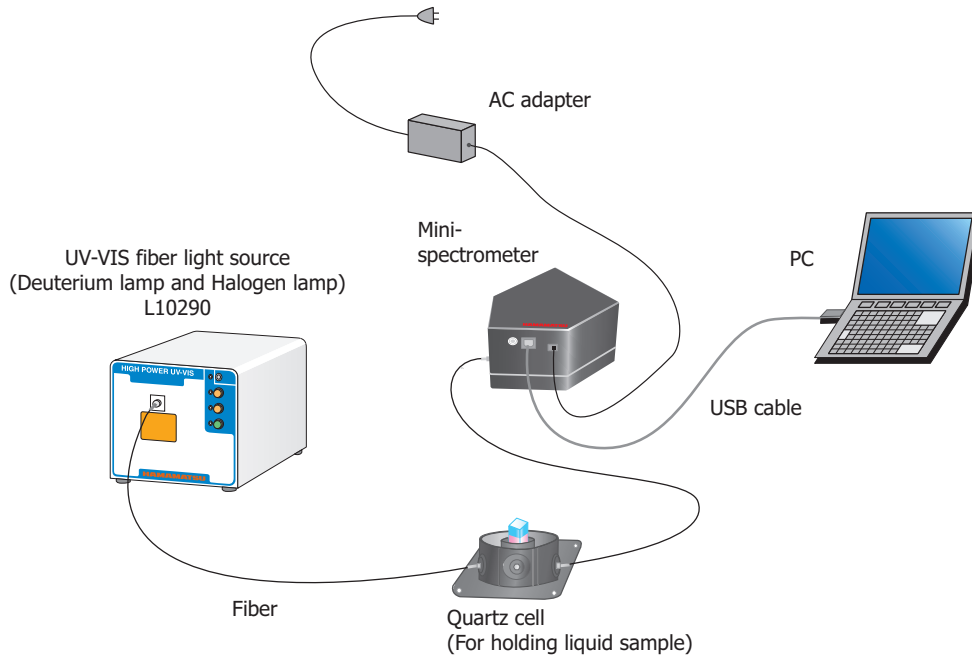 AC adapter
Mini-
spectrometer
PC
UV-VIS fiber light source
(Deuterium lamp and Halogen lamp)
L10290
HIGH POWER UV-VIS
HAMAMATSU
USB cable
Fiber
Quartz cell
(For holding liquid sample)